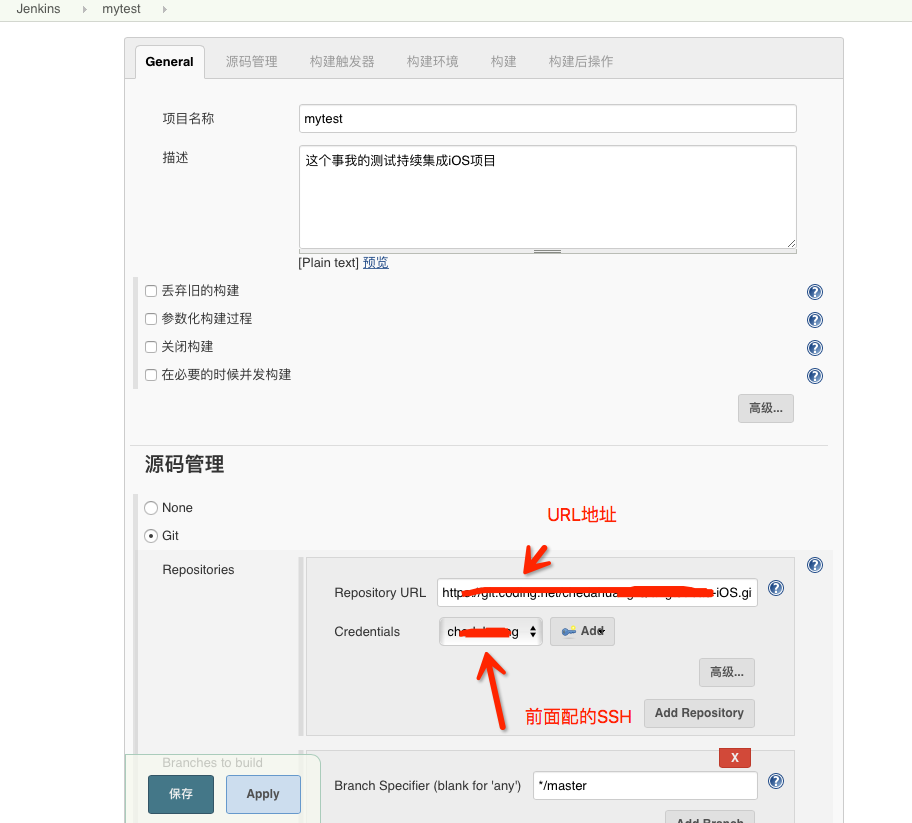 Jenkins mytest
General 源码管理 构建触发器 构建环境 构建 构建后操作
项目名称 mytest
描述 这个事我的测试持续集成iOS项目
[Plain text] 预览
丢弃旧的构建
参数化构建过程
关闭构建
在必要的时候并发构建
高级...
源码管理
None
URL地址
Git
Repositories
Repository URL -iOS.gi
Credentials Add
高级...
前面配的SSH Add Repository
Branches to build X
Branch Specifier (blank for 'any') */master
保存 Apply
Add Branch